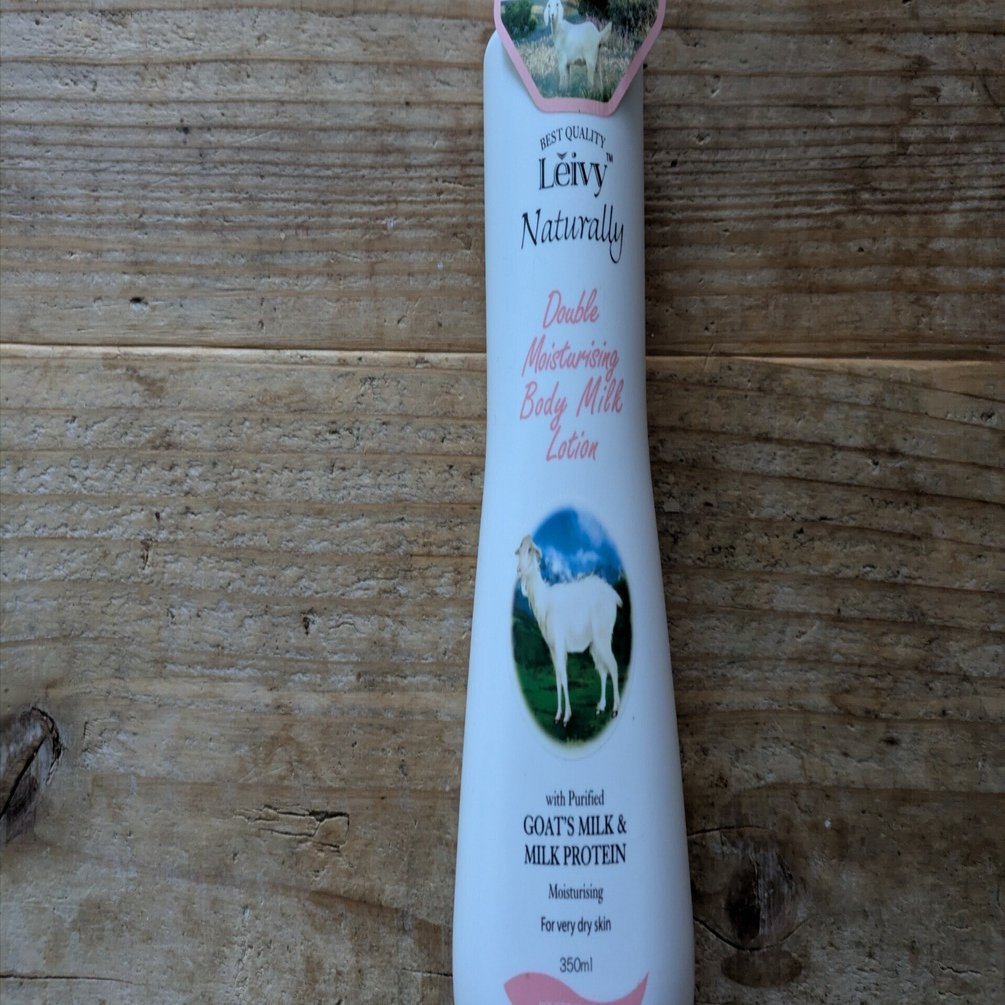 BEST QUALITY
Lěivy™
Naturally
Double
Moisturising
Body Milk
Lotion
with Purified
GOAT'S MILK &
MILK PROTEIN
Moisturising
For very dry skin
350ml